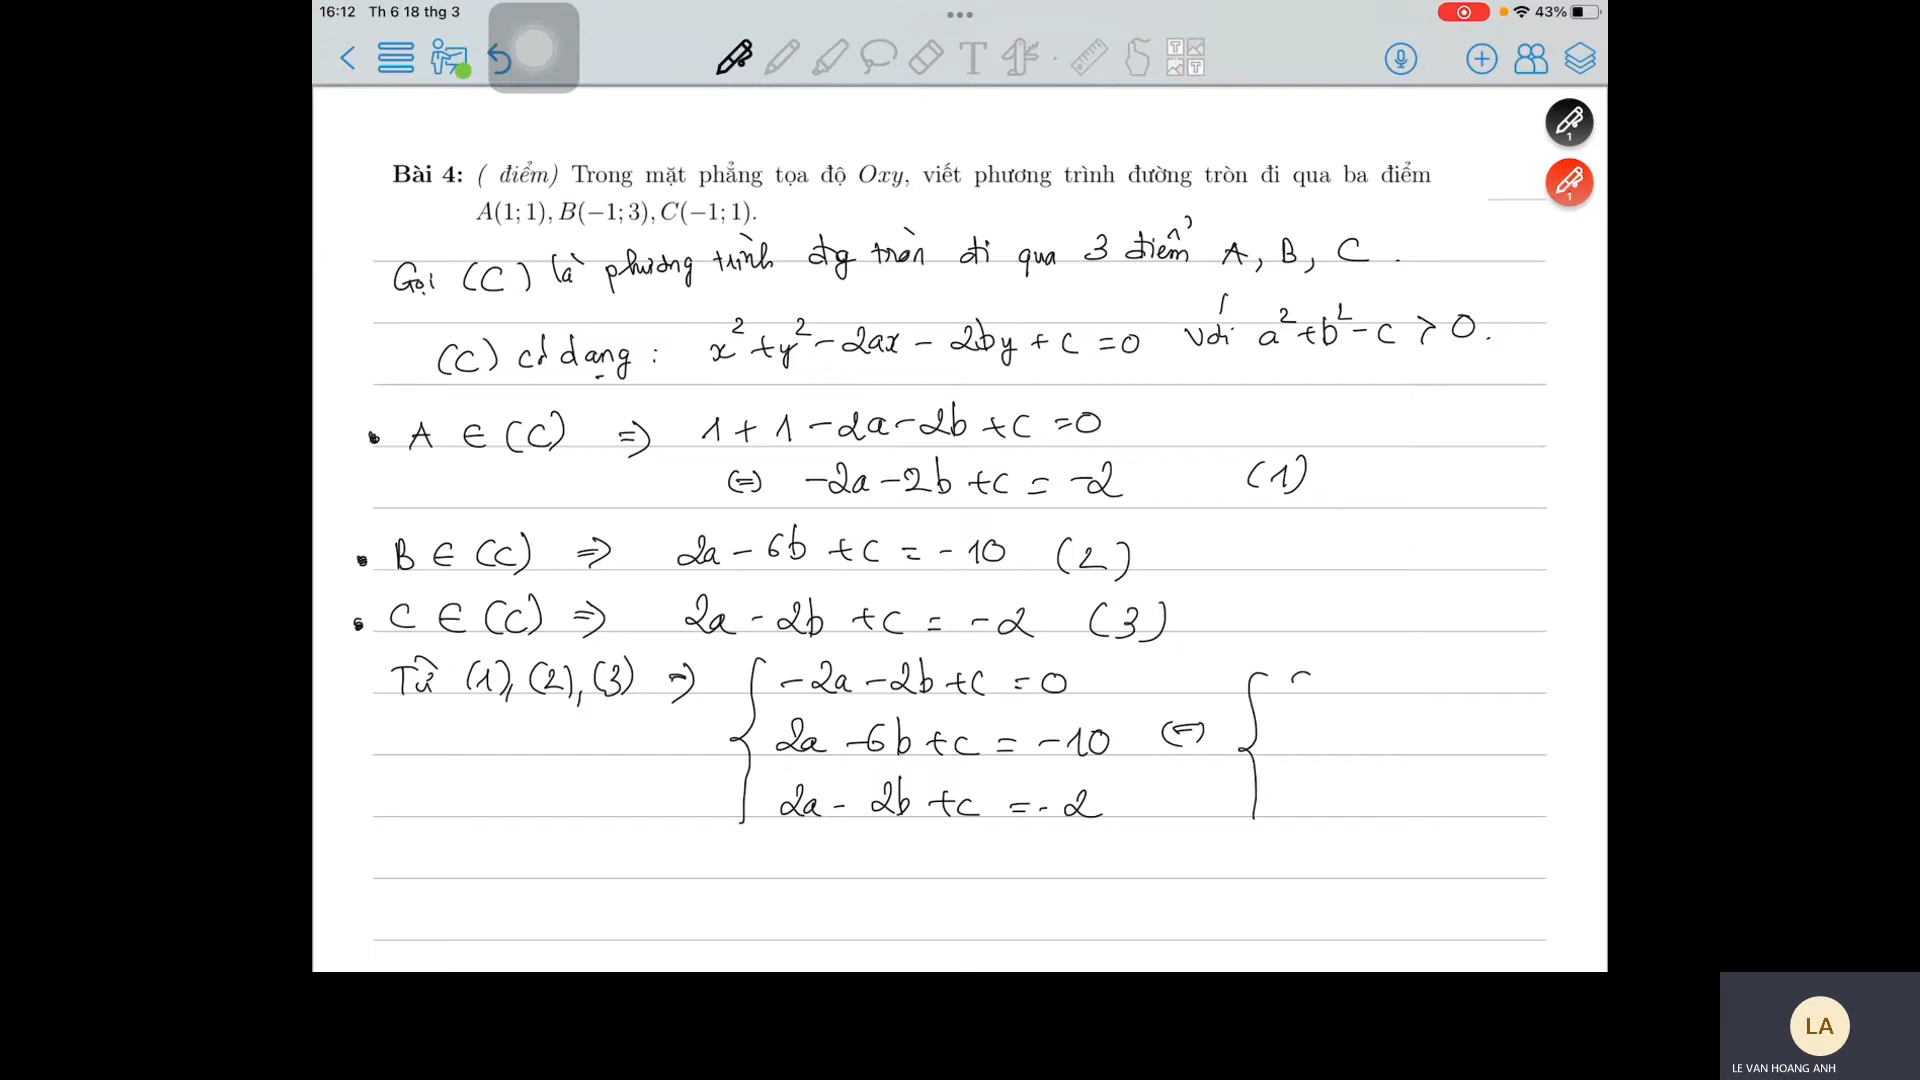 16:12 Th 6 18 thg 3
43%
Bài 4: ( điểm) Trong mặt phẳng tọa độ Oxy, viết phương trình đường tròn đi qua ba điểm
A(1; 1), B(−1; 3), C(−1; 1).
Gọi (C) là phương trình đg tròn đi qua 3 điểm A, B, C.
(C) có dạng: x² + y² - 2ax - 2by + c = 0 với a² + b² - c > 0.
• A ∈ (C) ⇒ 1 + 1 - 2a - 2b + c = 0
⇔ -2a - 2b + c = -2 (1)
• B ∈ (C) ⇒ 2a - 6b + c = -10 (2)
• C ∈ (C) ⇒ 2a - 2b + c = -2 (3)
Từ (1), (2), (3) ⇒ { -2a - 2b + c = 0
2a - 6b + c = -10 ⇔ {
2a - 2b + c = -2
LA
LE VAN HOANG ANH